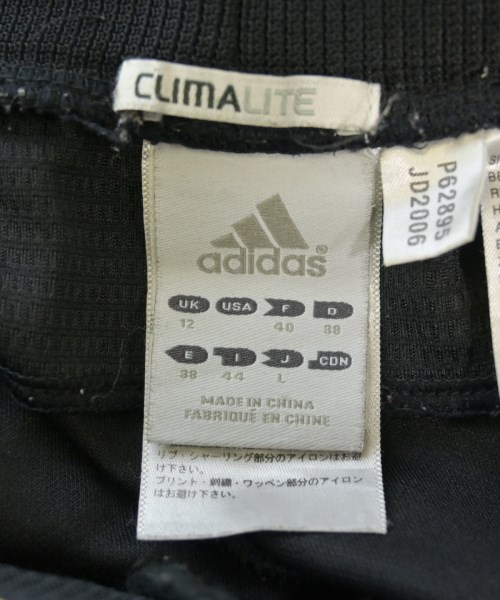 CLIMALITE
adidas®
UK USA F D
12 40 38
E I J CDN
38 44 L
MADE IN CHINA
FABRIQUÉ EN CHINE
リブ・シャーリング部分のアイロンはお避
け下さい。
プリント・刺繍・ワッペン部分のアイロン
はお避け下さい。
P62895
JD2006